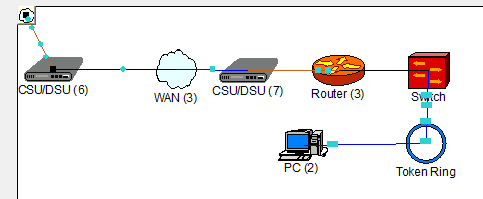 CSU/DSU (6)
WAN (3)
CSU/DSU (7)
Router (3)
Switch
PC (2)
Token Ring